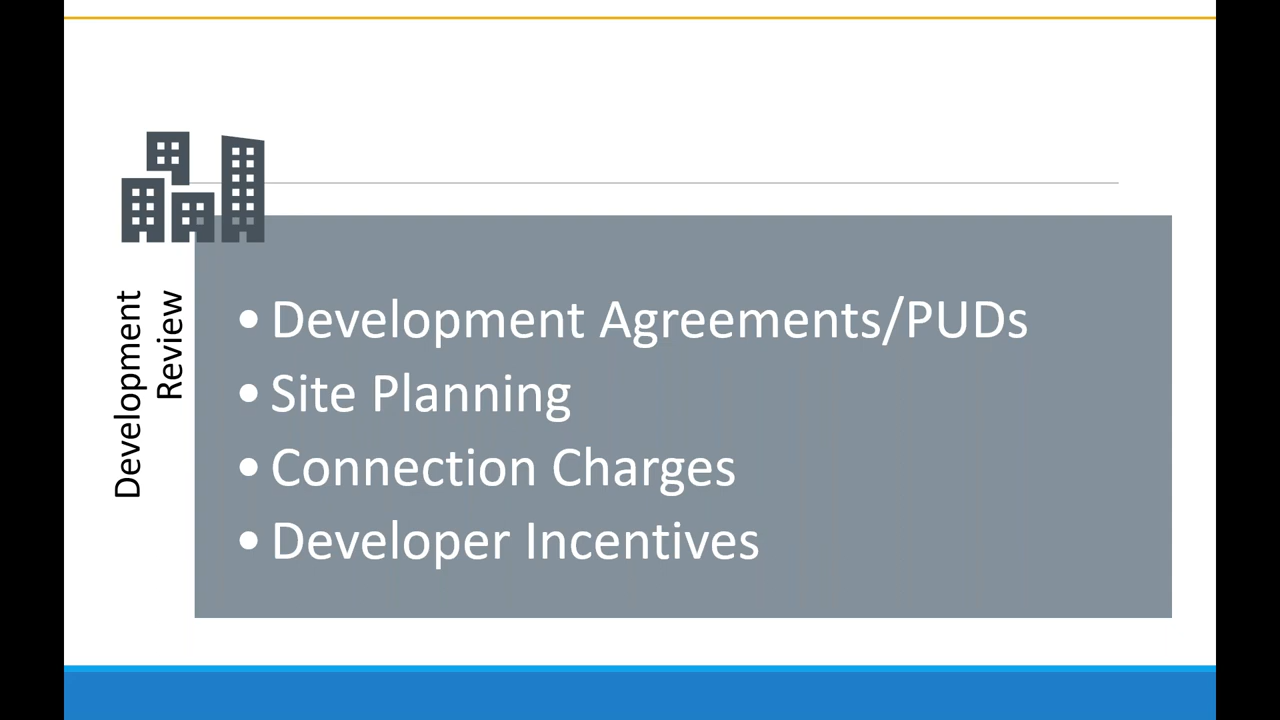 Development
Review
• Development Agreements/PUDs
• Site Planning
• Connection Charges
• Developer Incentives